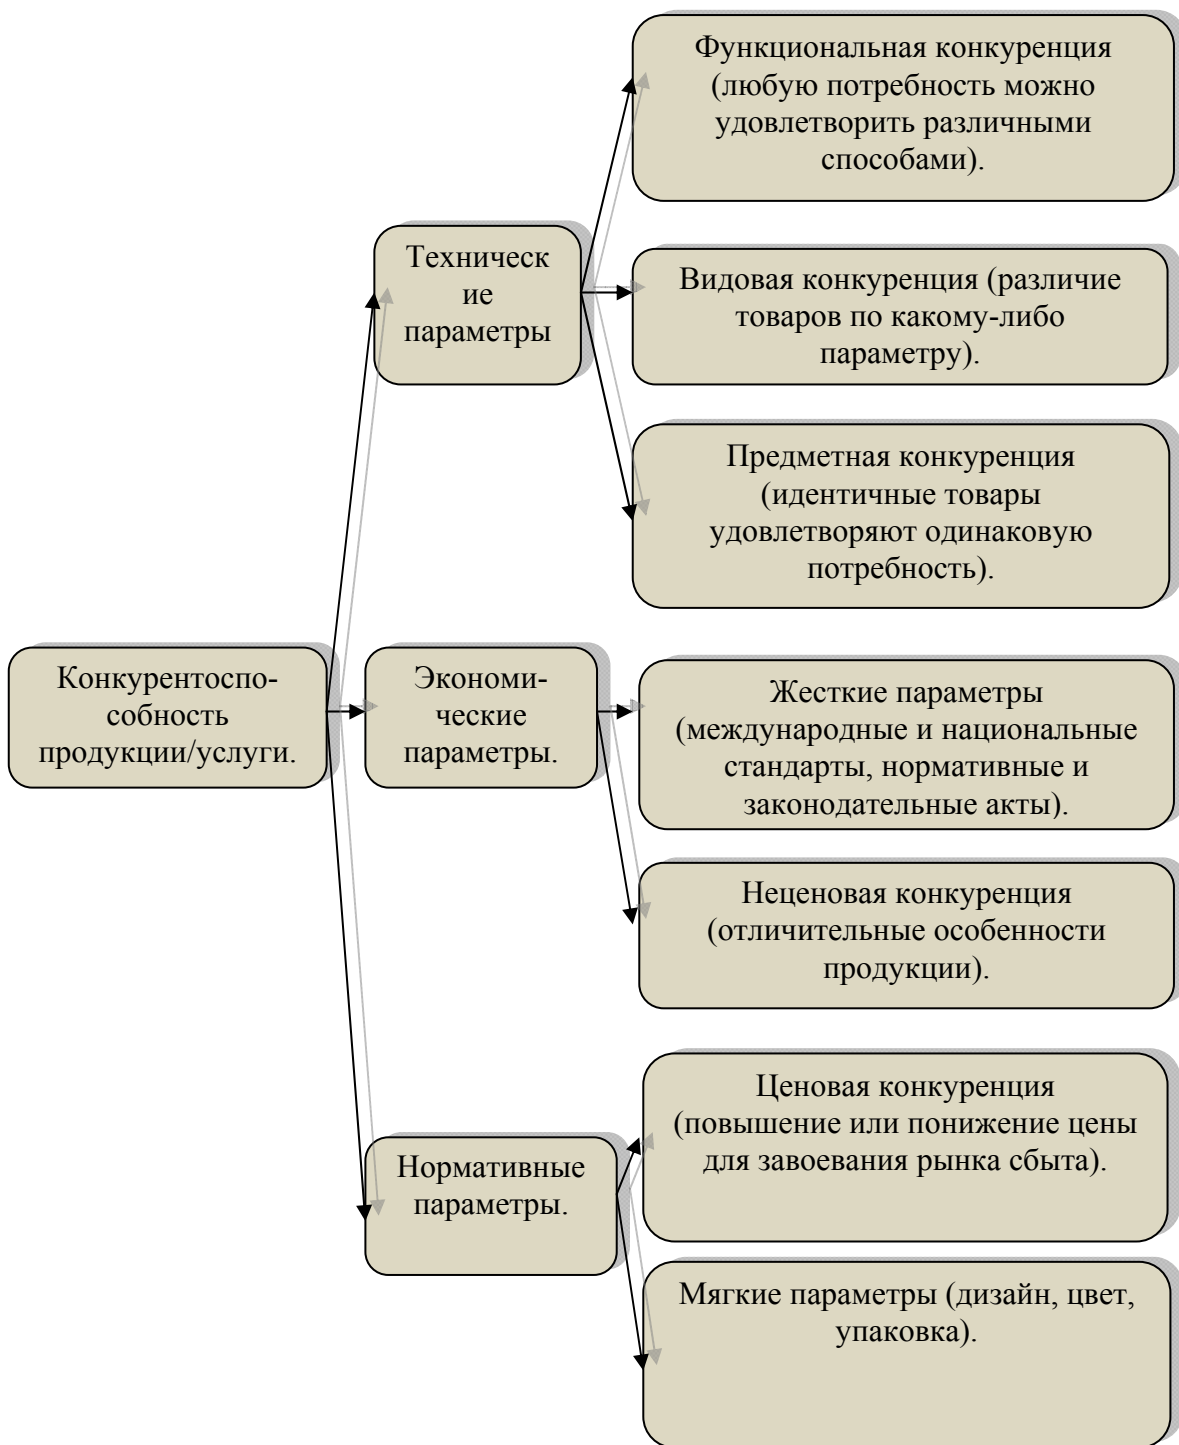 Функциональная конкуренция
(любую потребность можно
удовлетворить различными
способами).
Техническ
ие
параметры
Видовая конкуренция (различие
товаров по какому-либо
параметру).
Предметная конкуренция
(идентичные товары
удовлетворяют одинаковую
потребность).
Конкурентоспо-
собность
продукции/услуги.
Экономи-
ческие
параметры.
Жесткие параметры
(международные и национальные
стандарты, нормативные и
законодательные акты).
Неценовая конкуренция
(отличительные особенности
продукции).
Нормативные
параметры.
Ценовая конкуренция
(повышение или понижение цены
для завоевания рынка сбыта).
Мягкие параметры (дизайн, цвет,
упаковка).